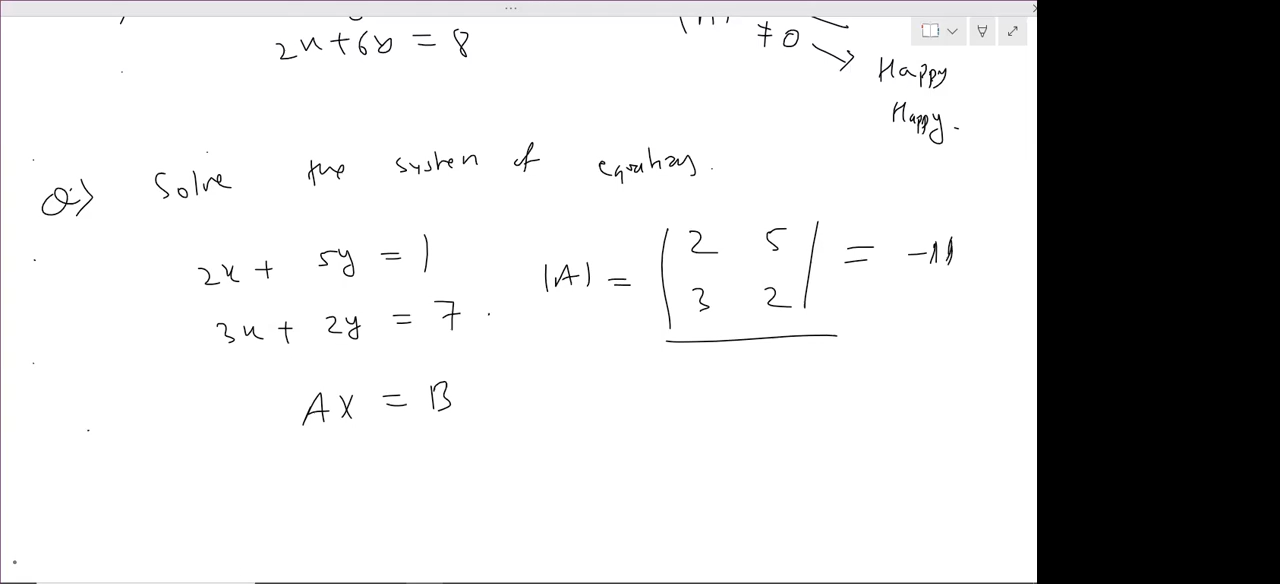 2x+6y = 8
≠ 0
Happy
Happy.
Q:) Solve the system of equations.
2x + 5y = 1
3x + 2y = 7
|A| = | 2 5 | = -11
| 3 2 |
AX = B